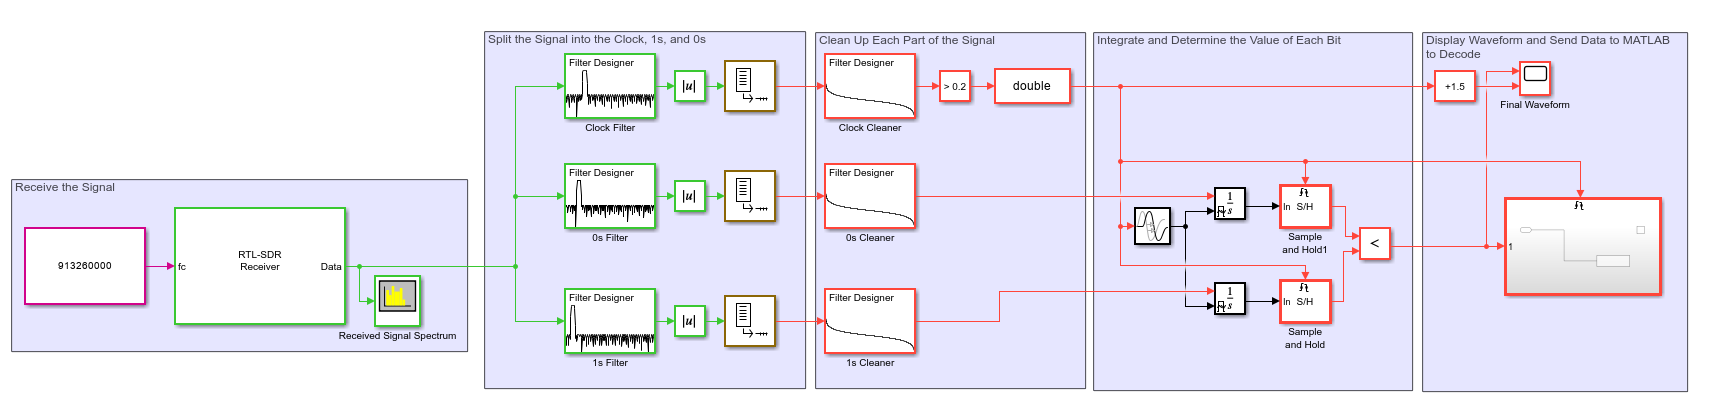 Receive the Signal
913260000
fc
RTL-SDR
Receiver
Data
Received Signal Spectrum
Split the Signal into the Clock, 1s, and 0s
Filter Designer
Clock Filter
|u|
Filter Designer
0s Filter
|u|
Filter Designer
1s Filter
|u|
Clean Up Each Part of the Signal
Filter Designer
Clock Cleaner
> 0.2
double
Filter Designer
0s Cleaner
Filter Designer
1s Cleaner
Integrate and Determine the Value of Each Bit
1
s
In S/H
Sample
and Hold1
1
s
In S/H
Sample
and Hold
<
Display Waveform and Send Data to MATLAB
to Decode
+1.5
Final Waveform
1